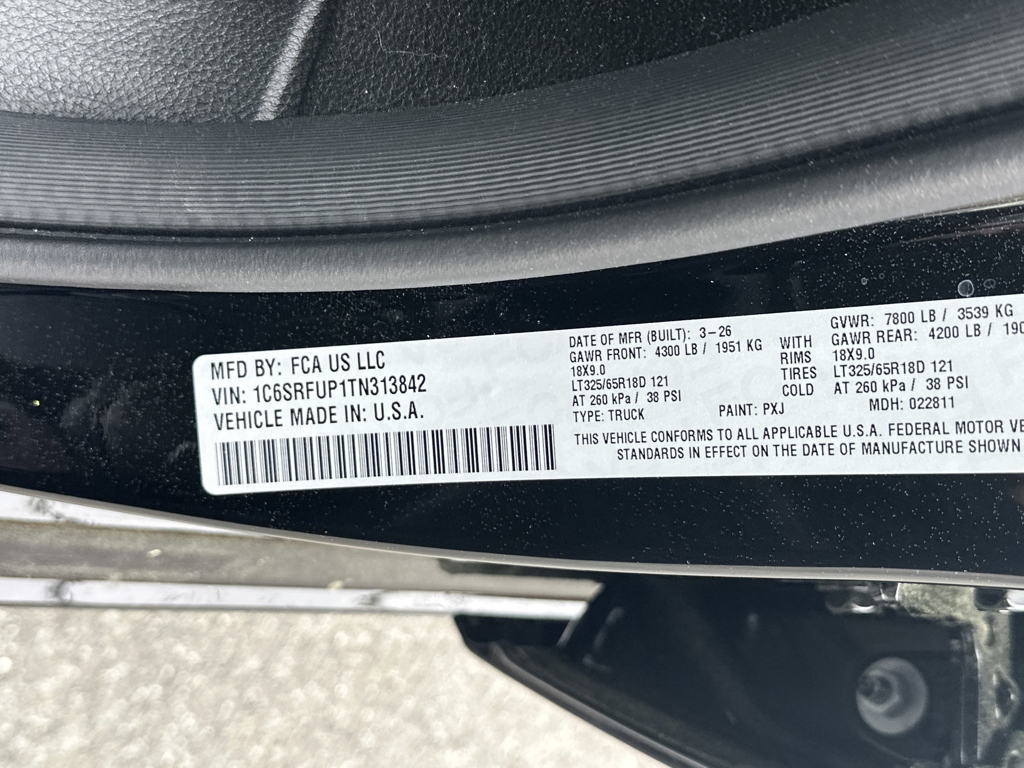 MFD BY: FCA US LLC
VIN: 1C6SRFUP1TN313842
VEHICLE MADE IN: U.S.A.
DATE OF MFR (BUILT): 3-26
GAWR FRONT: 4300 LB / 1951 KG
18X9.0
LT325/65R18D 121
AT 260 kPa / 38 PSI
TYPE: TRUCK
WITH
RIMS
TIRES
COLD
GVWR: 7800 LB / 3539 KG
GAWR REAR: 4200 LB / 190
18X9.0
LT325/65R18D 121
AT 260 kPa / 38 PSI
PAINT: PXJ
MDH: 022811
THIS VEHICLE CONFORMS TO ALL APPLICABLE U.S.A. FEDERAL MOTOR VE
STANDARDS IN EFFECT ON THE DATE OF MANUFACTURE SHOWN